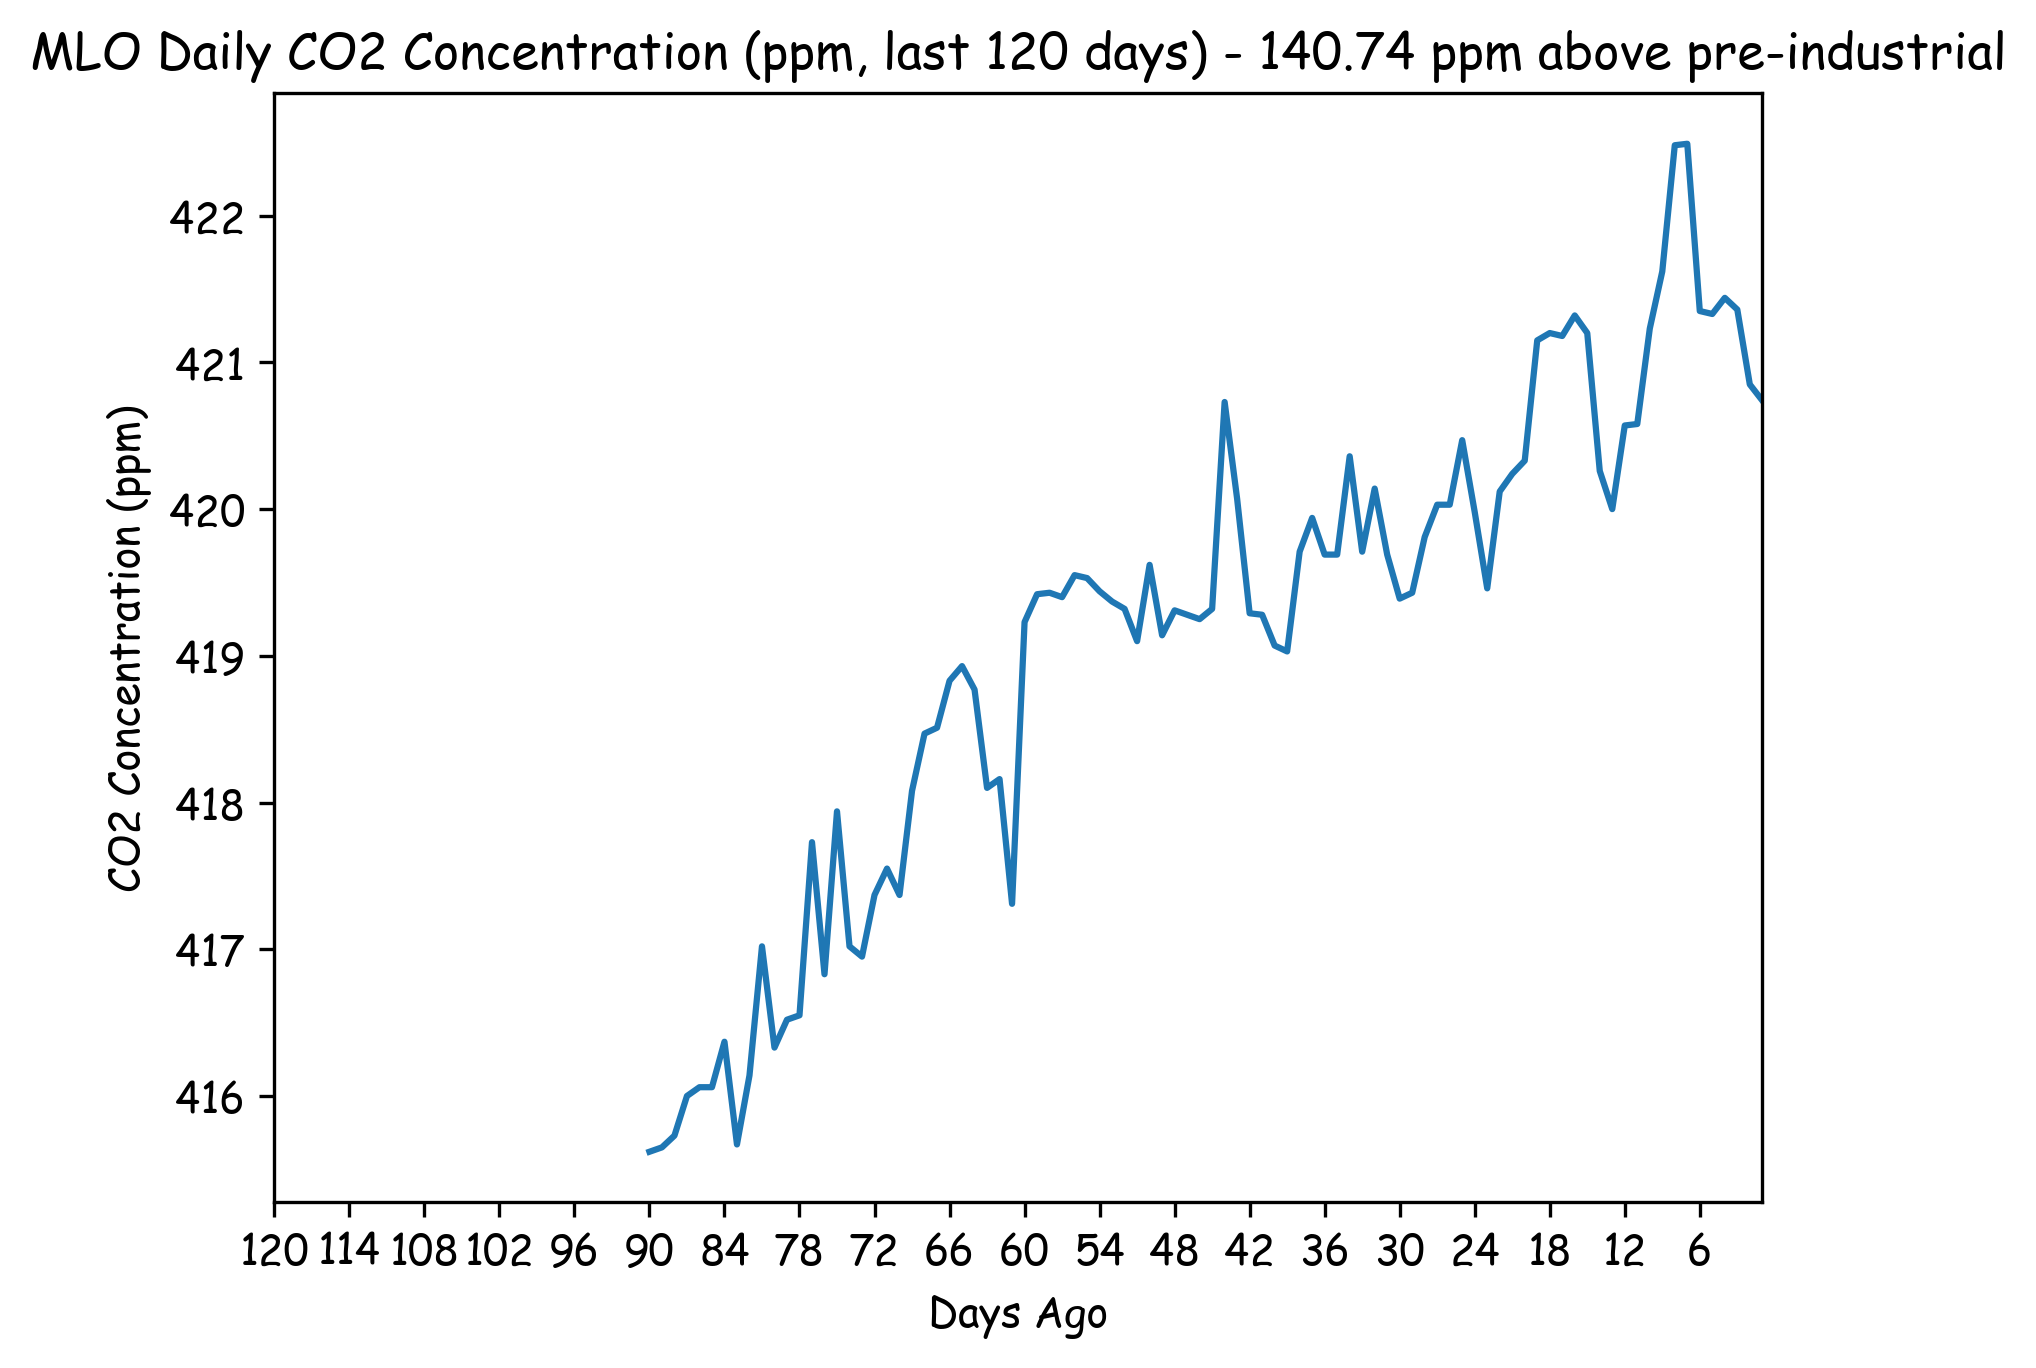 MLO Daily CO2 Concentration (ppm, last 120 days) - 140.74 ppm above pre-industrial
CO2 Concentration (ppm)
422
421
420
419
418
417
416
120 114 108 102 96 90 84 78 72 66 60 54 48 42 36 30 24 18 12 6
Days Ago